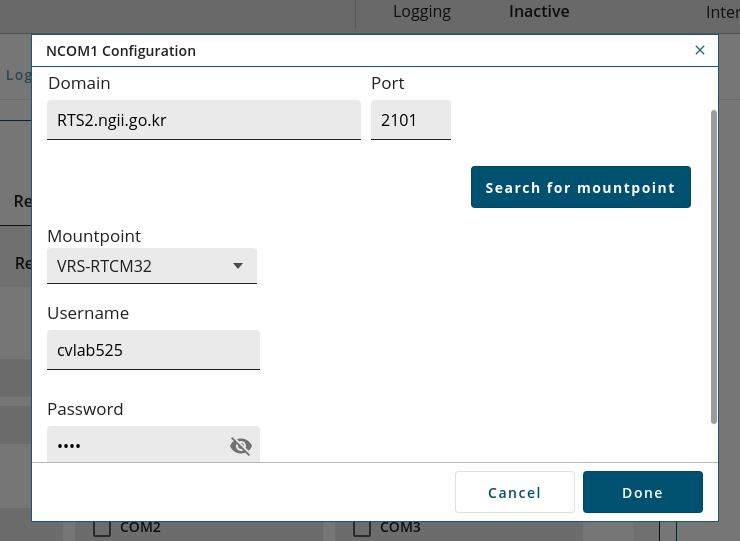 Logging Inactive Inter
NCOM1 Configuration
Log
Domain Port
RTS2.ngii.go.kr 2101
Search for mountpoint
Re
Mountpoint
Re
VRS-RTCM32
Username
cvlab525
Password
••••
Cancel Done
COM2 COM3